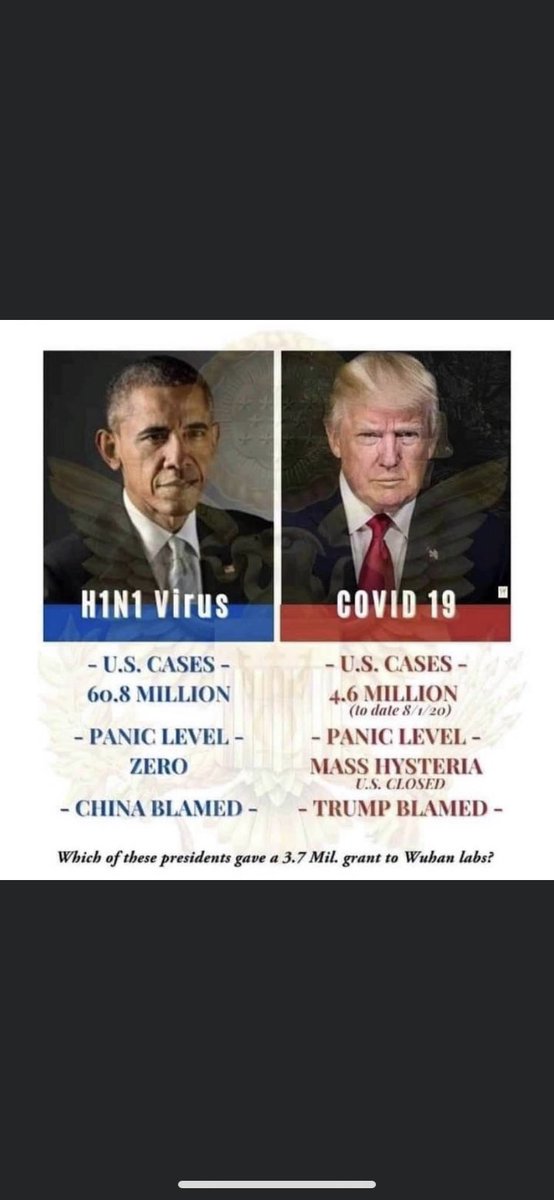 H1N1 Virus
COVID 19
- U.S. CASES -
60.8 MILLION
- PANIC LEVEL -
ZERO
- CHINA BLAMED -
- U.S. CASES -
4.6 MILLION
(to date 8/1/20)
- PANIC LEVEL -
MASS HYSTERIA
U.S. CLOSED
- TRUMP BLAMED -
Which of these presidents gave a 3.7 Mil. grant to Wuhan labs?